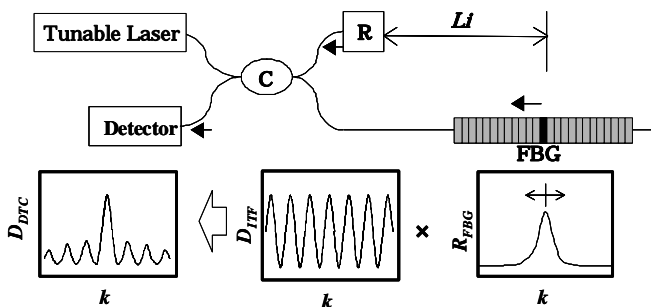 Tunable Laser
R
Li
C
Detector
FBG
D_DTC
D_ITF
×
R_FBG
k
k
k